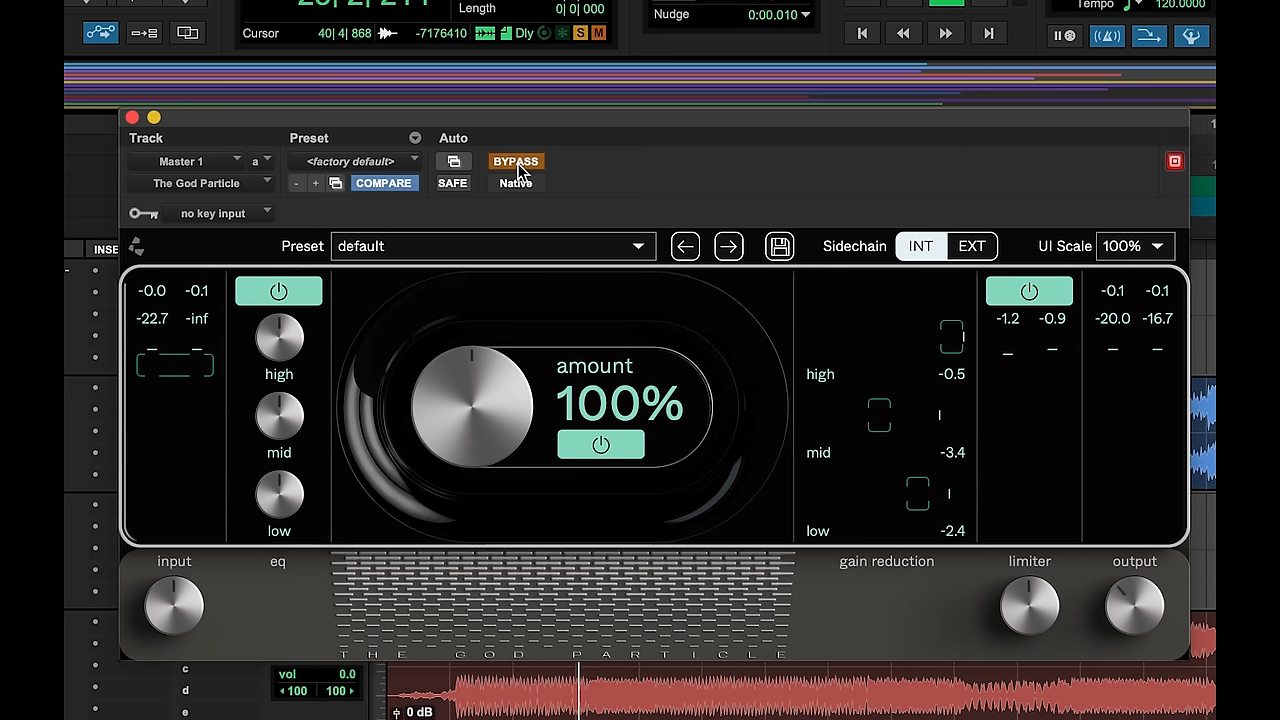 Length 0| 0| 000
Cursor 40| 4| 868 -7176410 Dly S M
Nudge 0:00.010
Tempo 120.0000
Track Preset Auto
Master 1 a <factory default> BYPASS
The God Particle - + COMPARE SAFE Native
no key input
Preset default Sidechain INT EXT UI Scale 100%
INSE
-0.0 -0.1
-22.7 -inf
high
mid
low
amount
100%
high -0.5
mid -3.4
low -2.4
-1.2 -0.9
-0.1 -0.1
-20.0 -16.7
input eq gain reduction limiter output
THE GOD PARTICLE
c
d
e
vol 0.0
100 100
0 dB